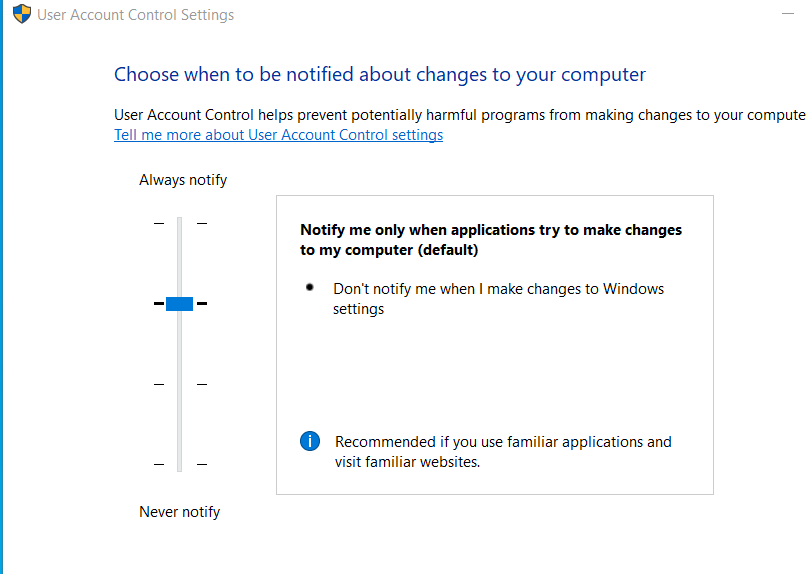 User Account Control Settings
Choose when to be notified about changes to your computer
User Account Control helps prevent potentially harmful programs from making changes to your compute
Tell me more about User Account Control settings
Always notify
Notify me only when applications try to make changes
to my computer (default)
Don't notify me when I make changes to Windows
settings
Recommended if you use familiar applications and
visit familiar websites.
Never notify